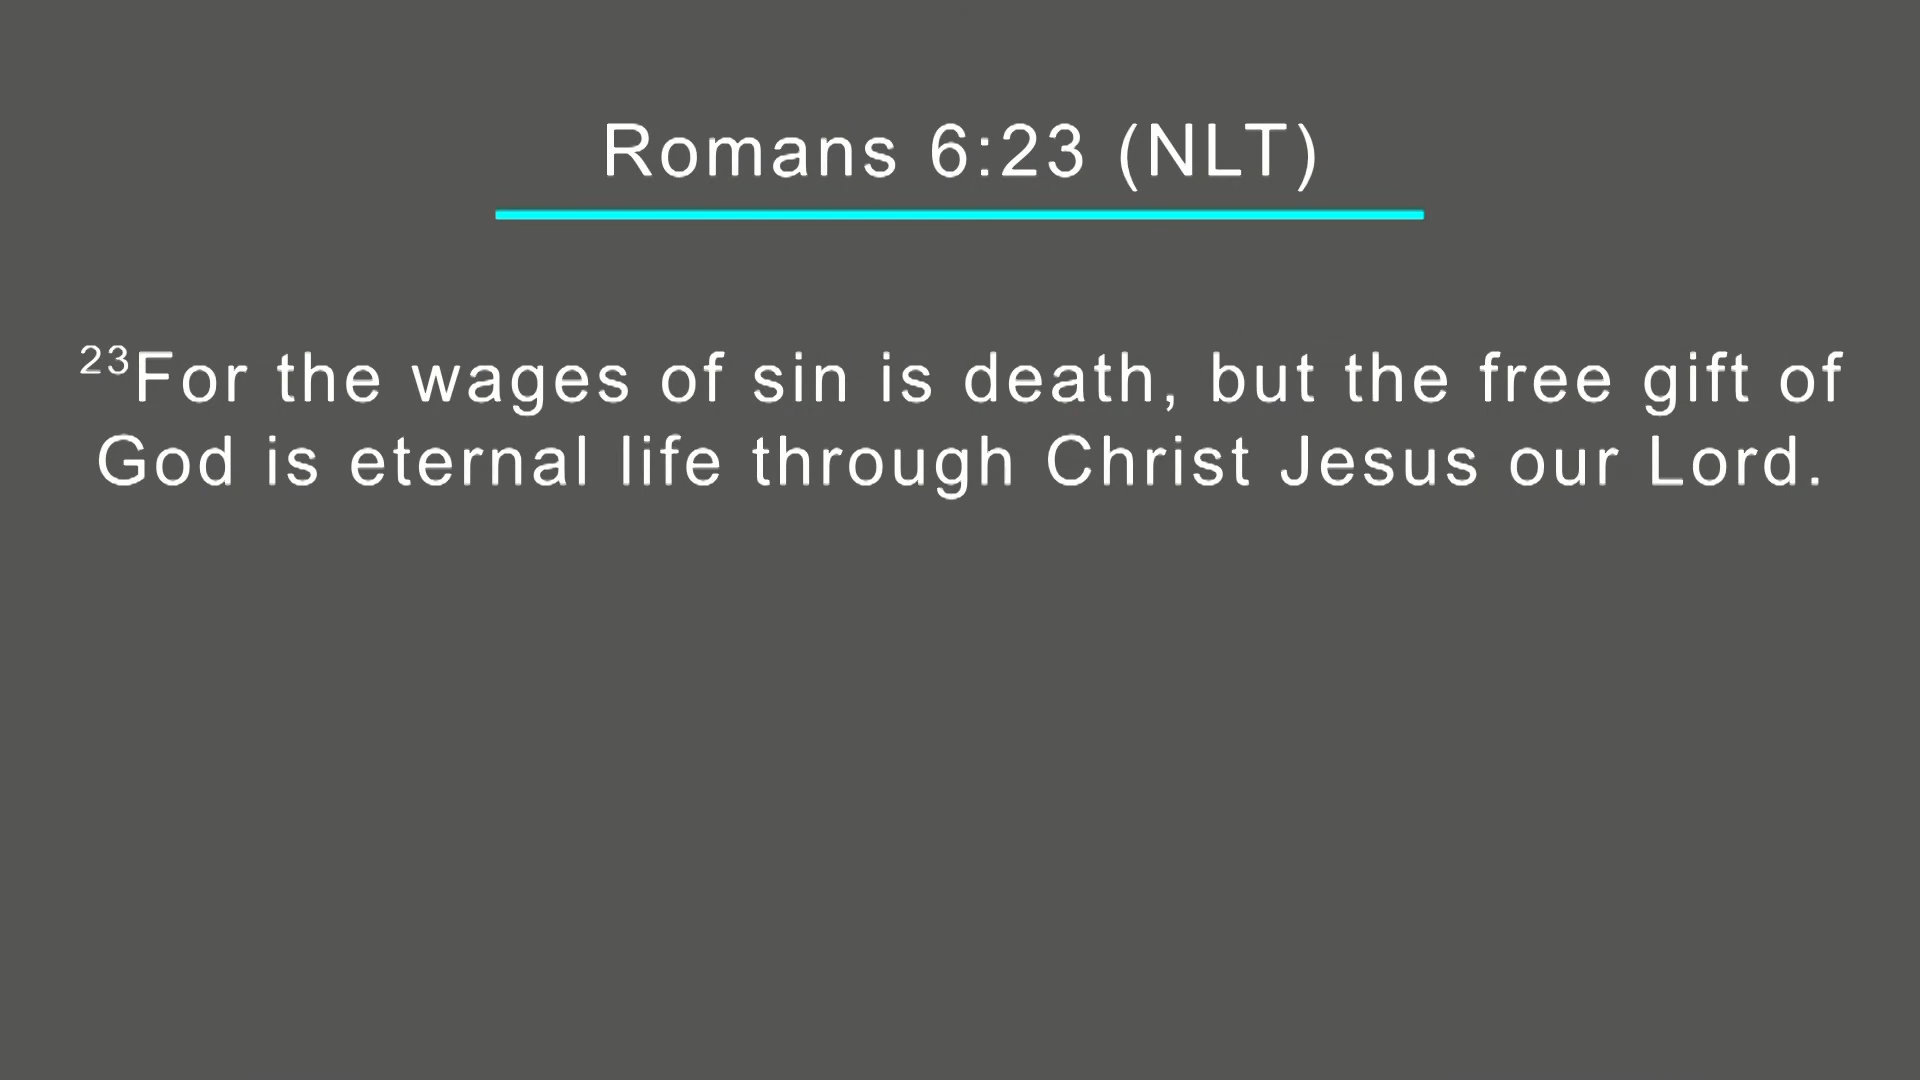 Romans 6:23 (NLT)
²³For the wages of sin is death, but the free gift of
God is eternal life through Christ Jesus our Lord.